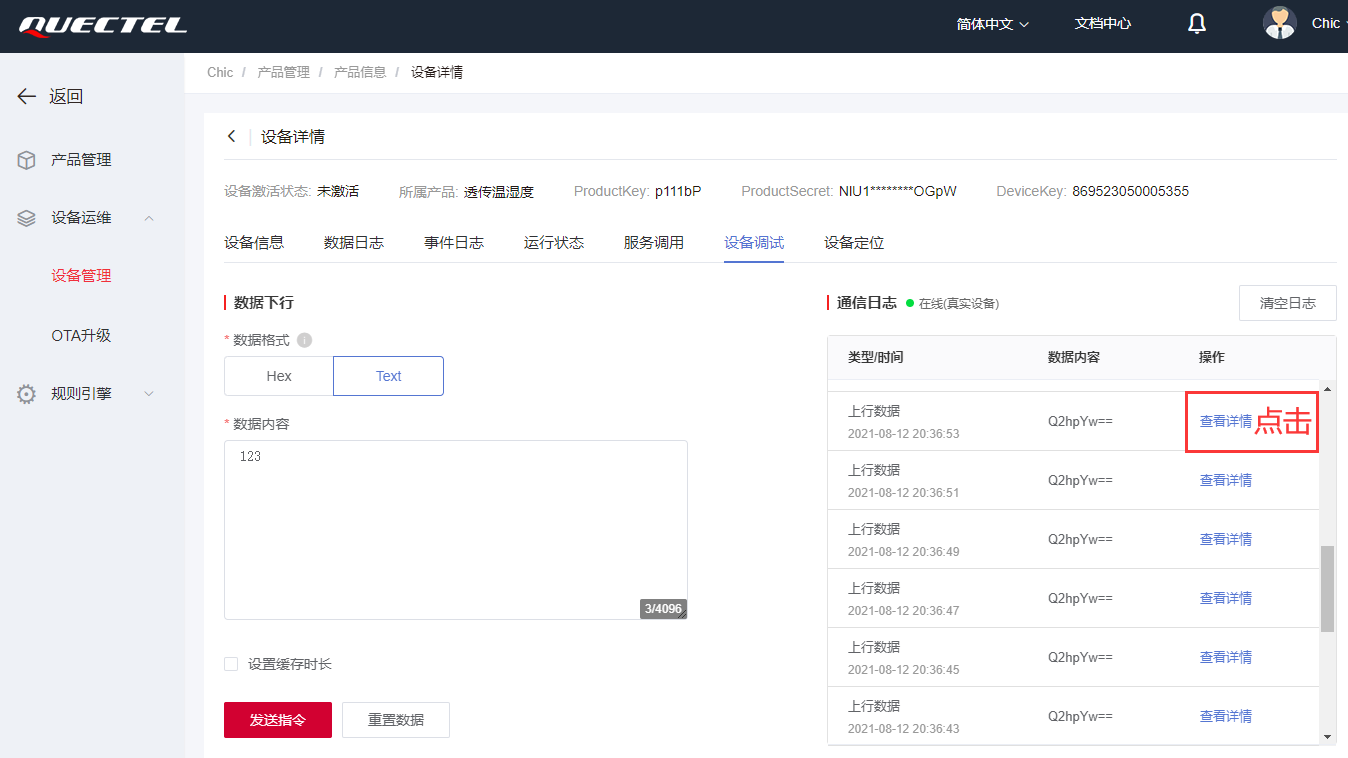 QUECTEL
简体中文
文档中心
Chic
返回
产品管理
设备运维
设备管理
OTA升级
规则引擎
Chic / 产品管理 / 产品信息 / 设备详情
设备详情
设备激活状态: 未激活 所属产品: 透传温湿度 ProductKey: p111bP ProductSecret: NIU1********OGpW DeviceKey: 869523050005355
设备信息 数据日志 事件日志 运行状态 服务调用 设备调试 设备定位
数据下行
* 数据格式 i
Hex Text
* 数据内容
123
3/4096
设置缓存时长
发送指令 重置数据
通信日志 在线(真实设备) 清空日志
类型/时间 数据内容 操作
上行数据
2021-08-12 20:36:53
Q2hpYw==
查看详情 点击
上行数据
2021-08-12 20:36:51
Q2hpYw==
查看详情
上行数据
2021-08-12 20:36:49
Q2hpYw==
查看详情
上行数据
2021-08-12 20:36:47
Q2hpYw==
查看详情
上行数据
2021-08-12 20:36:45
Q2hpYw==
查看详情
上行数据
2021-08-12 20:36:43
Q2hpYw==
查看详情